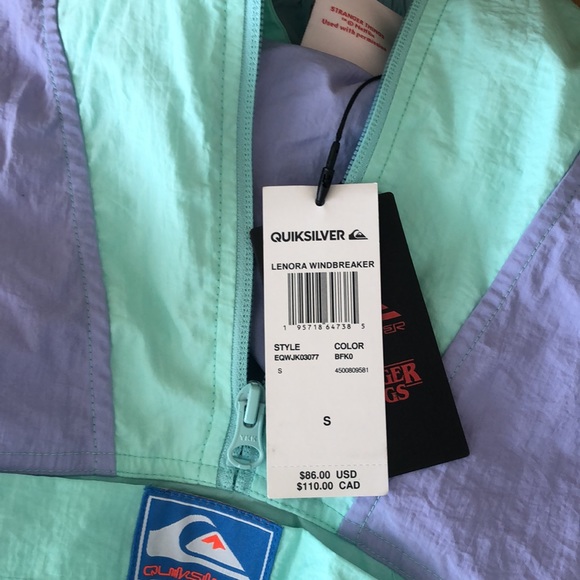 STRANGER THINGS
Used with permission
QUIKSILVER
LENORA WINDBREAKER
1 95718 64738 5
STYLE COLOR
EQWJK03077 BFK0
S 4500809581
S
$86.00 USD
$110.00 CAD
YKK